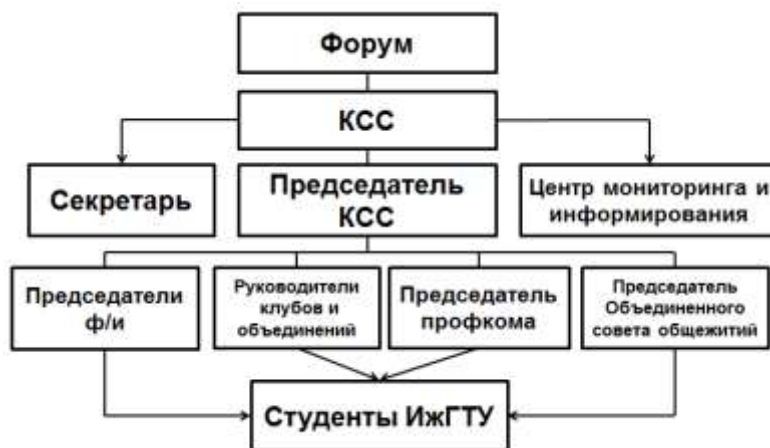 Форум
КСС
Секретарь
Председатель
КСС
Центр мониторинга и
информирования
Председатели
ф/и
Руководители
клубов и
объединений
Председатель
профкома
Председатель
Объединенного
совета общежитий
Студенты ИжГТУ